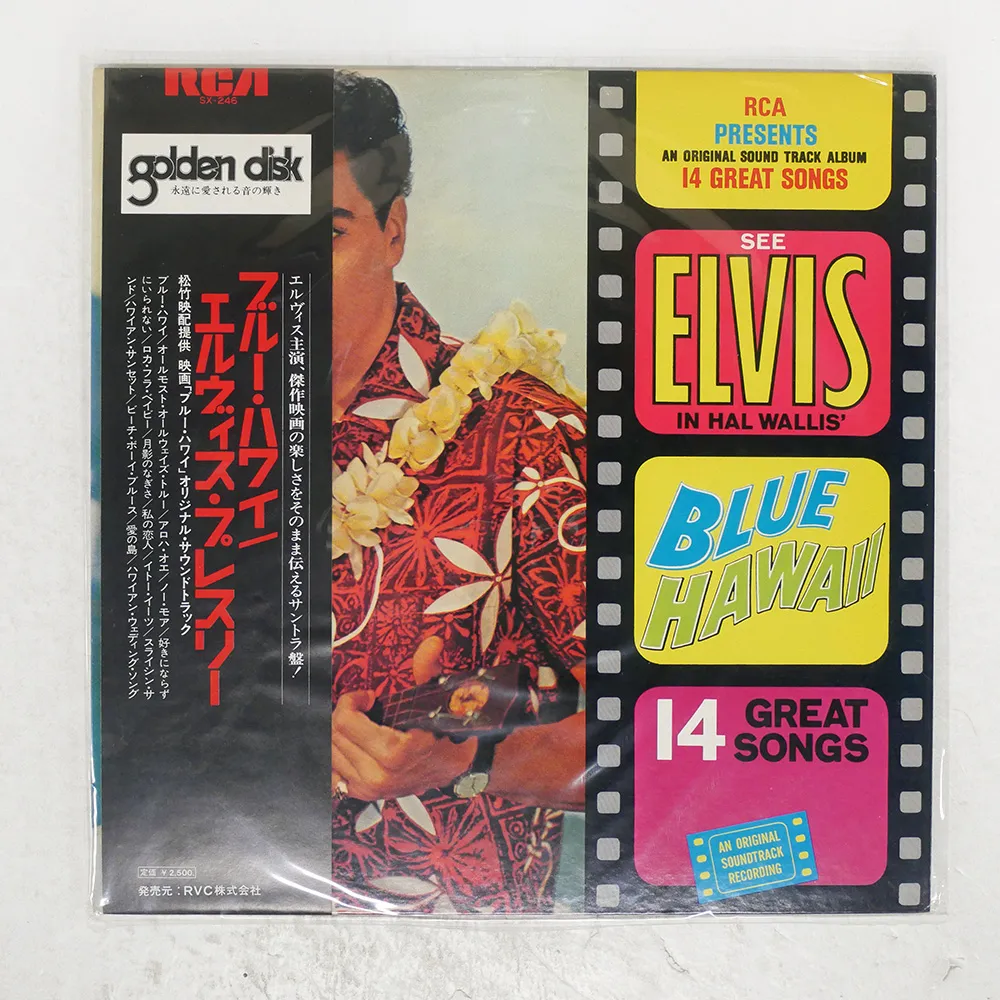 RCA
SX-246
golden disk
永遠に愛される音の輝き
エルヴィス主演、傑作映画の楽しさをそのまま伝えるサントラ盤!
ブルー・ハワイ/
エルヴィス・プレスリー
松竹映配提供 映画「ブルー・ハワイ」オリジナル・サウンドトラック
ブルー・ハワイ/オールモスト・オールウェイズ・トルー/アロハ・オエ/ノー・モア/好きにならず
にいられない/ロカ・フラ・ベイビー/月影のなぎさ/私の恋人/イトー・イーツ/スライシン・サ
ンド/ハワイアン・サンセット/ビーチ・ボーイ・ブルース/愛の島/ハワイアン・ウェディング・ソング
定価 ¥2,500.
発売元:RVC株式会社
RCA
PRESENTS
AN ORIGINAL SOUND TRACK ALBUM
14 GREAT SONGS
SEE
ELVIS
IN HAL WALLIS'
BLUE
HAWAII
14 GREAT
SONGS
AN ORIGINAL
SOUNDTRACK
RECORDING